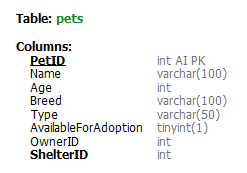 Table: pets
Columns:
PetID int AI PK
Name varchar(100)
Age int
Breed varchar(100)
Type varchar(50)
AvailableForAdoption tinyint(1)
OwnerID int
ShelterID int